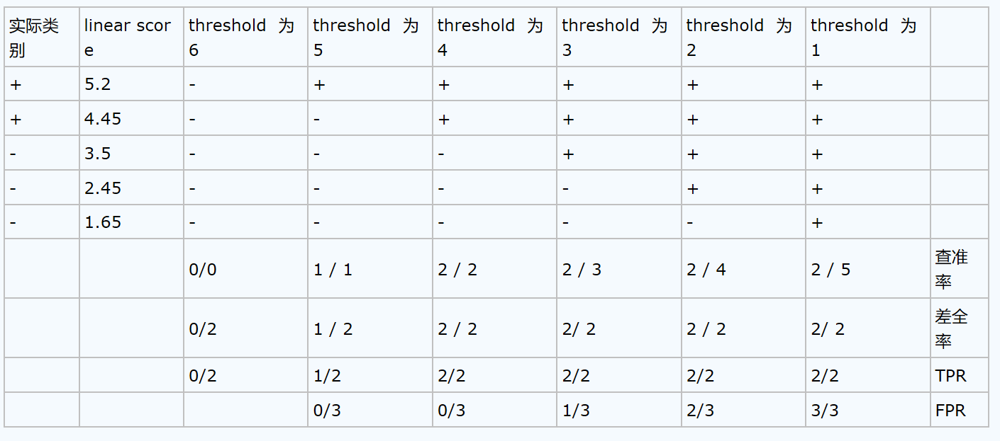 实际类别 linear score threshold 为6 threshold 为5 threshold 为4 threshold 为3 threshold 为2 threshold 为1
+ 5.2 - + + + + +
+ 4.45 - - + + + +
- 3.5 - - - + + +
- 2.45 - - - - + +
- 1.65 - - - - - +
0/0 1 / 1 2 / 2 2 / 3 2 / 4 2 / 5 查准率
0/2 1 / 2 2 / 2 2/ 2 2 / 2 2/ 2 差全率
0/2 1/2 2/2 2/2 2/2 2/2 TPR
0/3 0/3 1/3 2/3 3/3 FPR